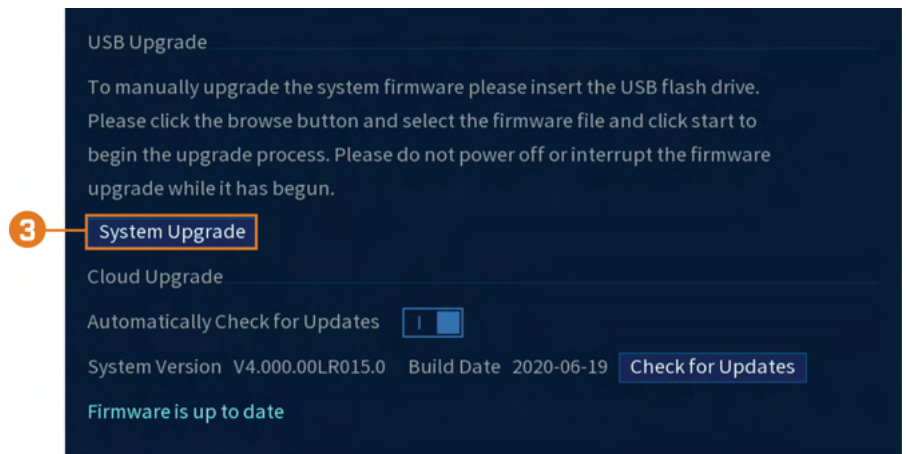 USB Upgrade
To manually upgrade the system firmware please insert the USB flash drive.
Please click the browse button and select the firmware file and click start to
begin the upgrade process. Please do not power off or interrupt the firmware
upgrade while it has begun.
3 System Upgrade
Cloud Upgrade
Automatically Check for Updates
System Version V4.000.00LR015.0 Build Date 2020-06-19 Check for Updates
Firmware is up to date